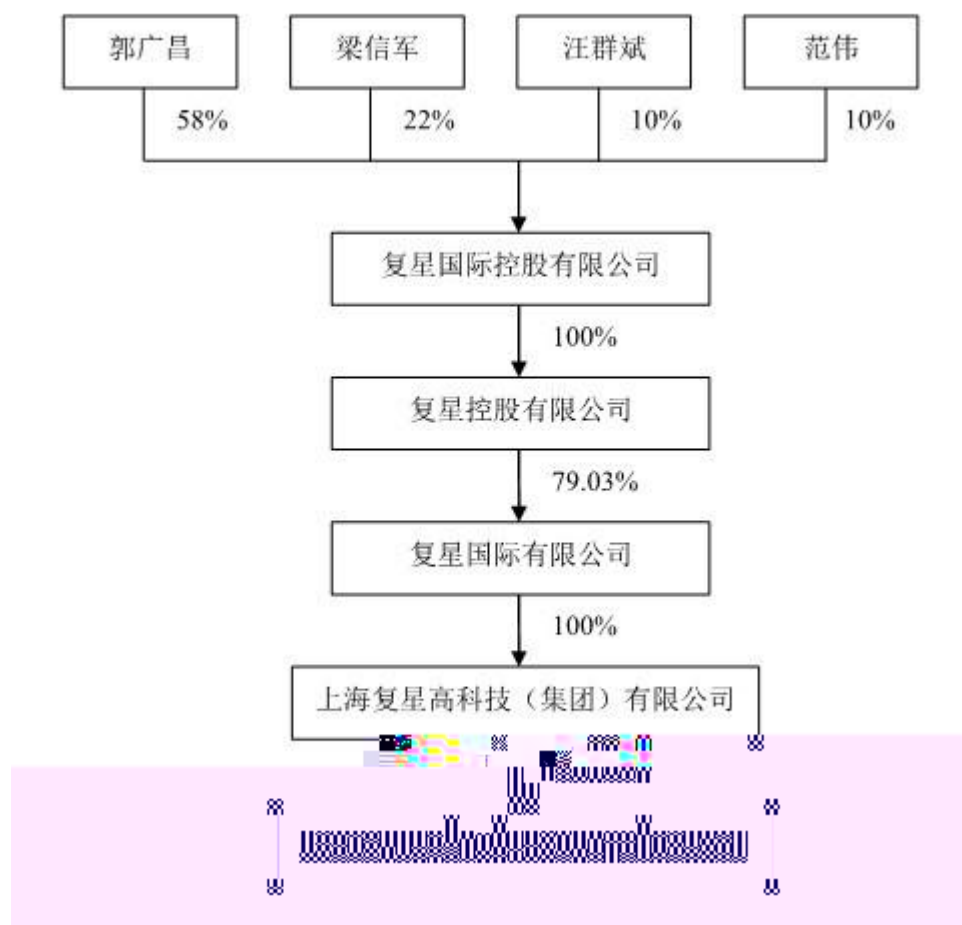 郭广昌 梁信军 汪群斌 范伟
58% 22% 10% 10%
复星国际控股有限公司
100%
复星控股有限公司
79.03%
复星国际有限公司
100%
上海复星高科技（集团）有限公司